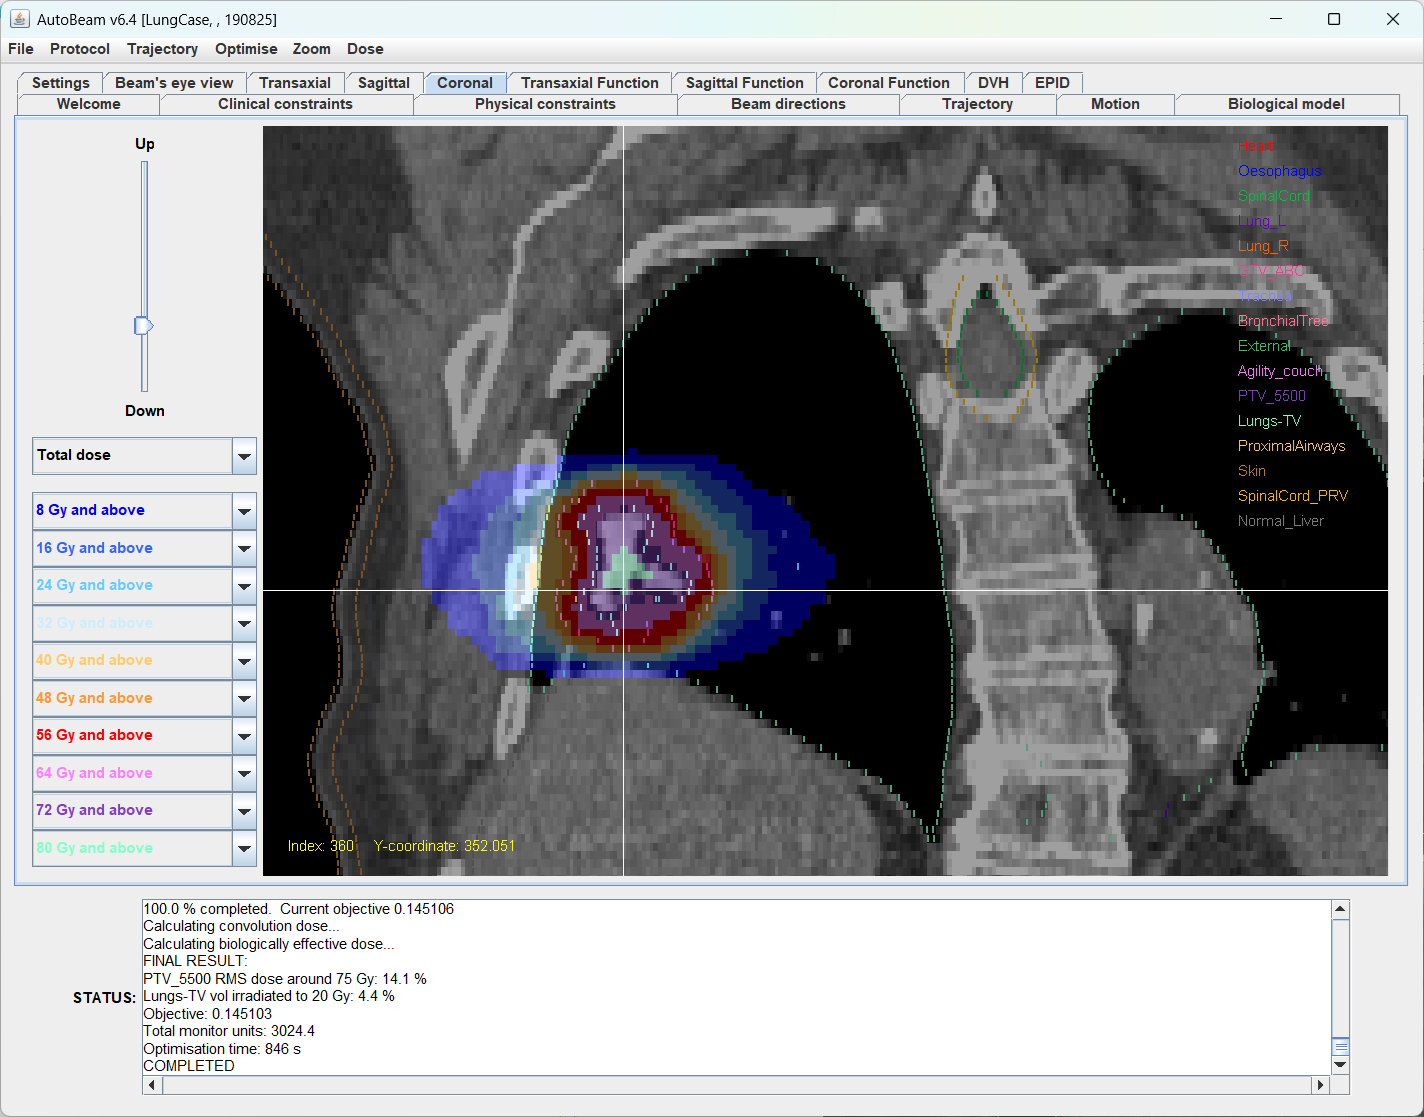 AutoBeam v6.4 [LungCase, , 190825]
File Protocol Trajectory Optimise Zoom Dose
Settings Beam's eye view Transaxial Sagittal Coronal Transaxial Function Sagittal Function Coronal Function DVH EPID
Welcome Clinical constraints Physical constraints Beam directions Trajectory Motion Biological model
Up
Down
Total dose
8 Gy and above
16 Gy and above
24 Gy and above
32 Gy and above
40 Gy and above
48 Gy and above
56 Gy and above
64 Gy and above
72 Gy and above
80 Gy and above
Heart
Oesophagus
SpinalCord
Lung_L
Lung_R
Trachea
BronchialTree
External
Agility_couch
PTV_5500
Lungs-TV
ProximalAirways
Skin
SpinalCord_PRV
Normal_Liver
Index: 360 Y-coordinate: 352.051
STATUS:
100.0 % completed. Current objective 0.145106
Calculating convolution dose...
Calculating biologically effective dose...
FINAL RESULT:
PTV_5500 RMS dose around 75 Gy: 14.1 %
Lungs-TV vol irradiated to 20 Gy: 4.4 %
Objective: 0.145103
Total monitor units: 3024.4
Optimisation time: 846 s
COMPLETED